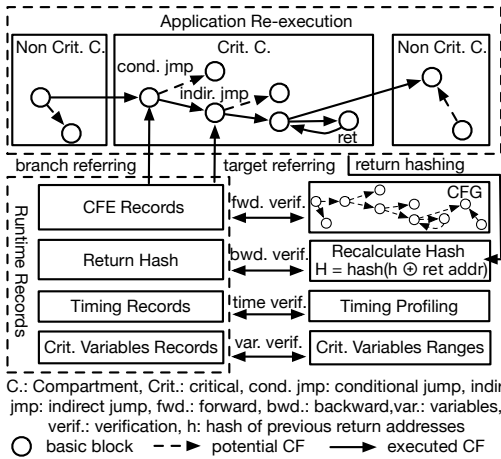 Application Re-execution
Non Crit. C.
Crit. C.
Non Crit. C.
cond. jmp
indir. jmp
ret
branch referring
target referring
return hashing
Runtime Records
CFE Records
fwd. verif.
CFG
Return Hash
bwd. verif.
Recalculate Hash
H = hash(h ⊕ ret addr)
Timing Records
time verif.
Timing Profiling
Crit. Variables Records
var. verif.
Crit. Variables Ranges
C.: Compartment, Crit.: critical, cond. jmp: conditional jump, indir
jmp: indirect jump, fwd.: forward, bwd.: backward,var.: variables,
verif.: verification, h: hash of previous return addresses
basic block
potential CF
executed CF